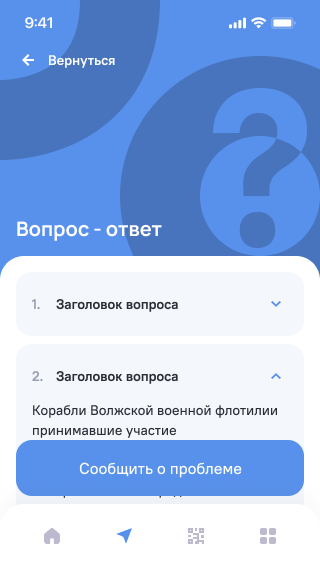 9:41
Вернуться
Вопрос - ответ
1. Заголовок вопроса
2. Заголовок вопроса
Корабли Волжской военной флотилии
принимавшие участие
Сообщить о проблеме